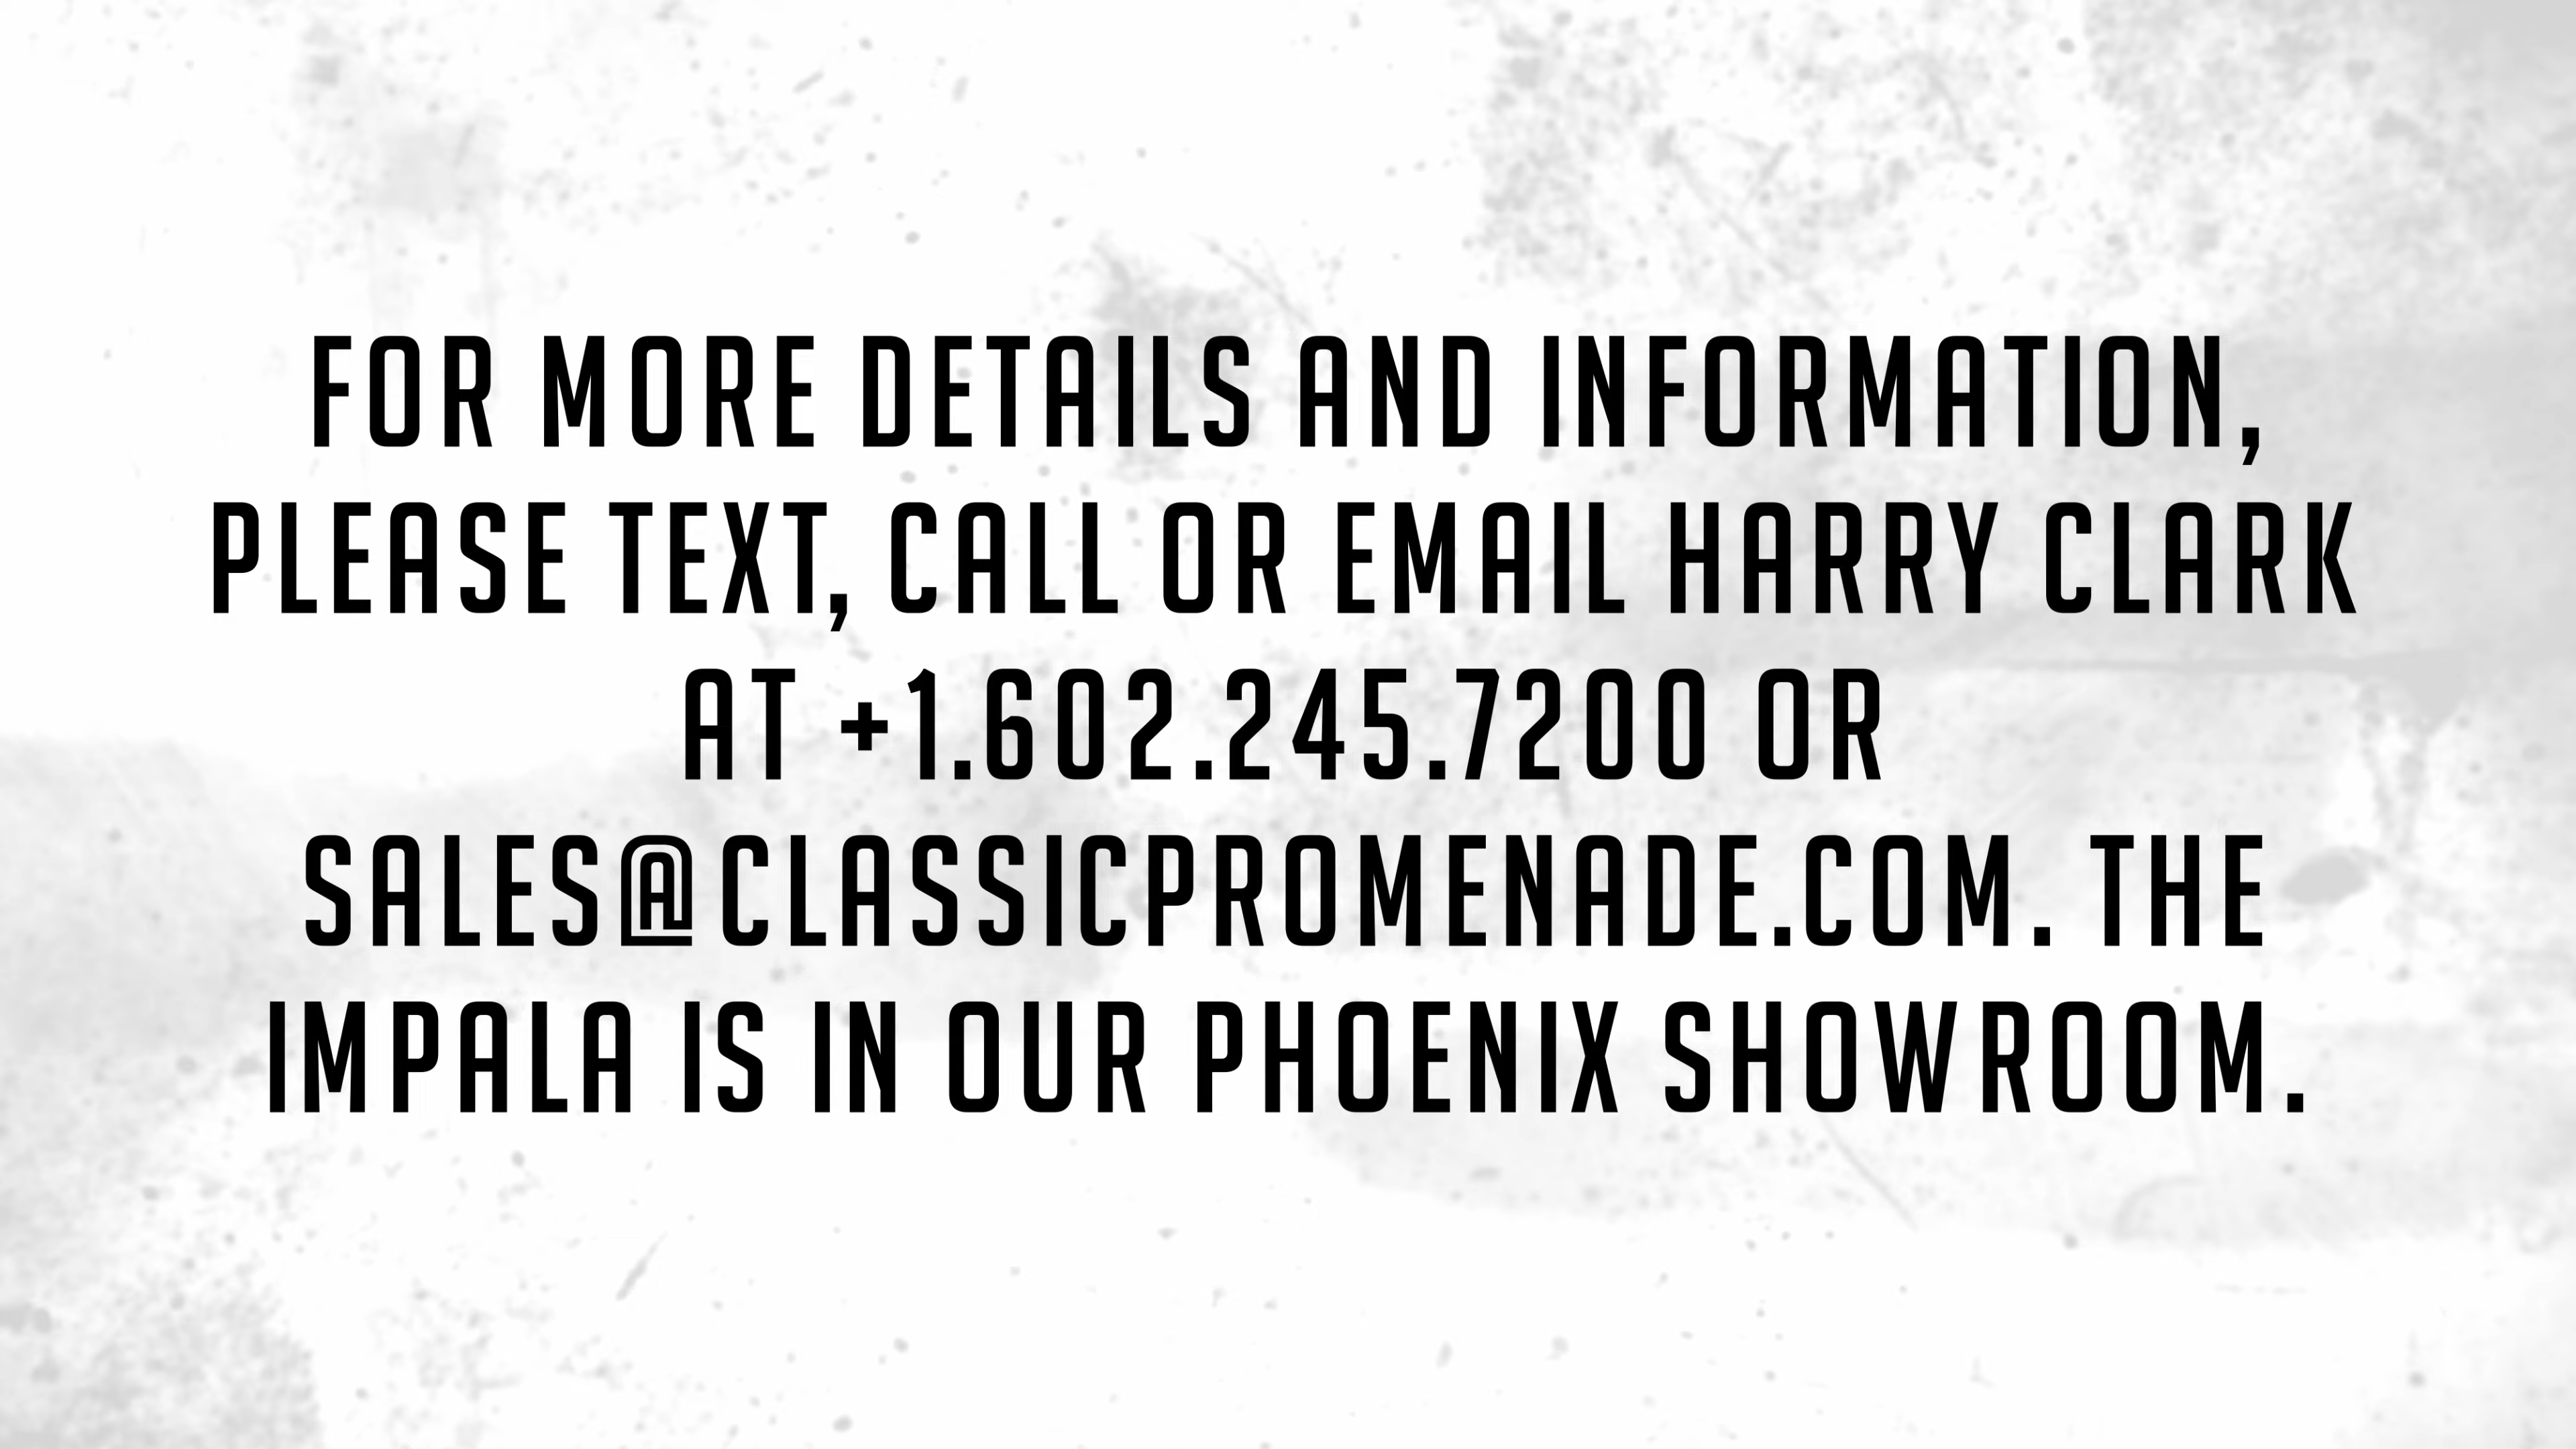 FOR MORE DETAILS AND INFORMATION,
PLEASE TEXT, CALL OR EMAIL HARRY CLARK
AT +1.602.245.7200 OR
SALES@CLASSICPROMENADE.COM. THE
IMPALA IS IN OUR PHOENIX SHOWROOM.